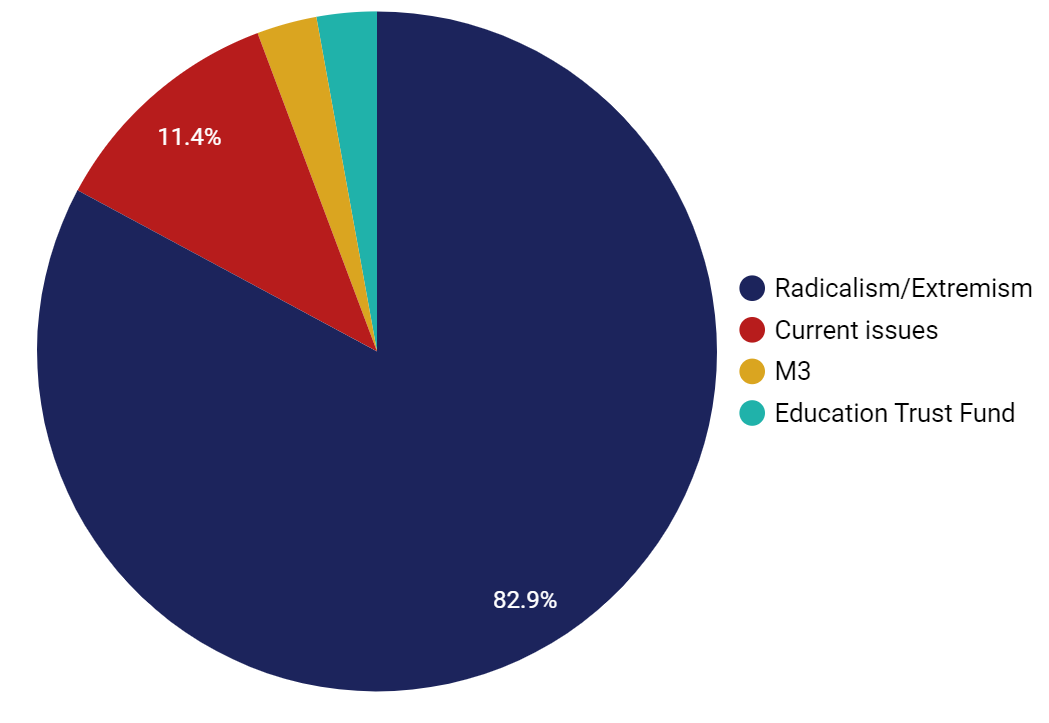 11.4%
82.9%
Radicalism/Extremism
Current issues
M3
Education Trust Fund